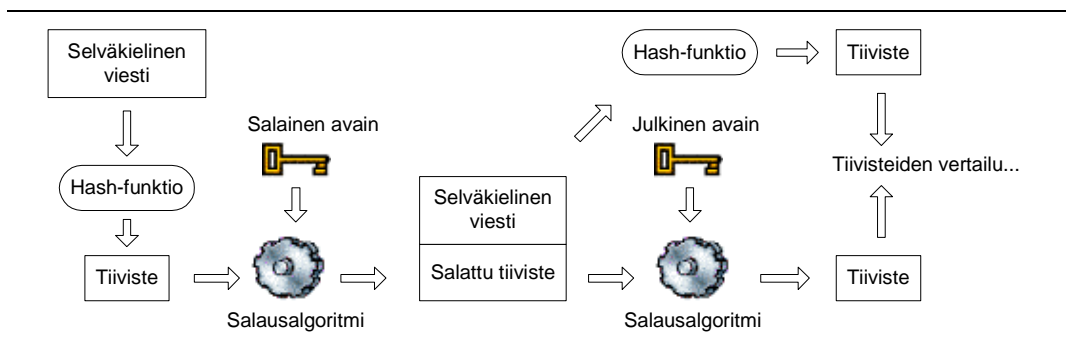 Selväkielinen
viesti
Hash-funktio
Tiiviste
Salainen avain
Salausalgoritmi
Selväkielinen
viesti
Salattu tiiviste
Hash-funktio
Tiiviste
Julkinen avain
Salausalgoritmi
Tiiviste
Tiivisteiden vertailu...